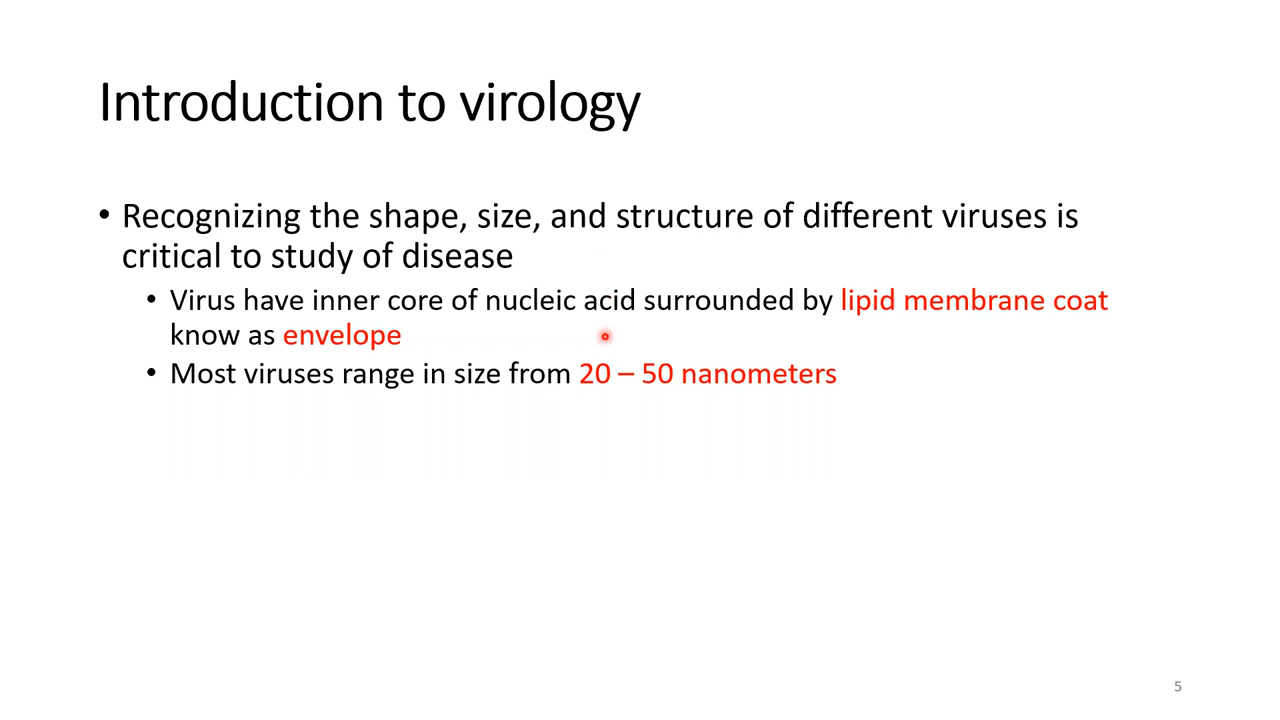 Introduction to virology
• Recognizing the shape, size, and structure of different viruses is
critical to study of disease
• Virus have inner core of nucleic acid surrounded by lipid membrane coat
know as envelope
• Most viruses range in size from 20 – 50 nanometers
5